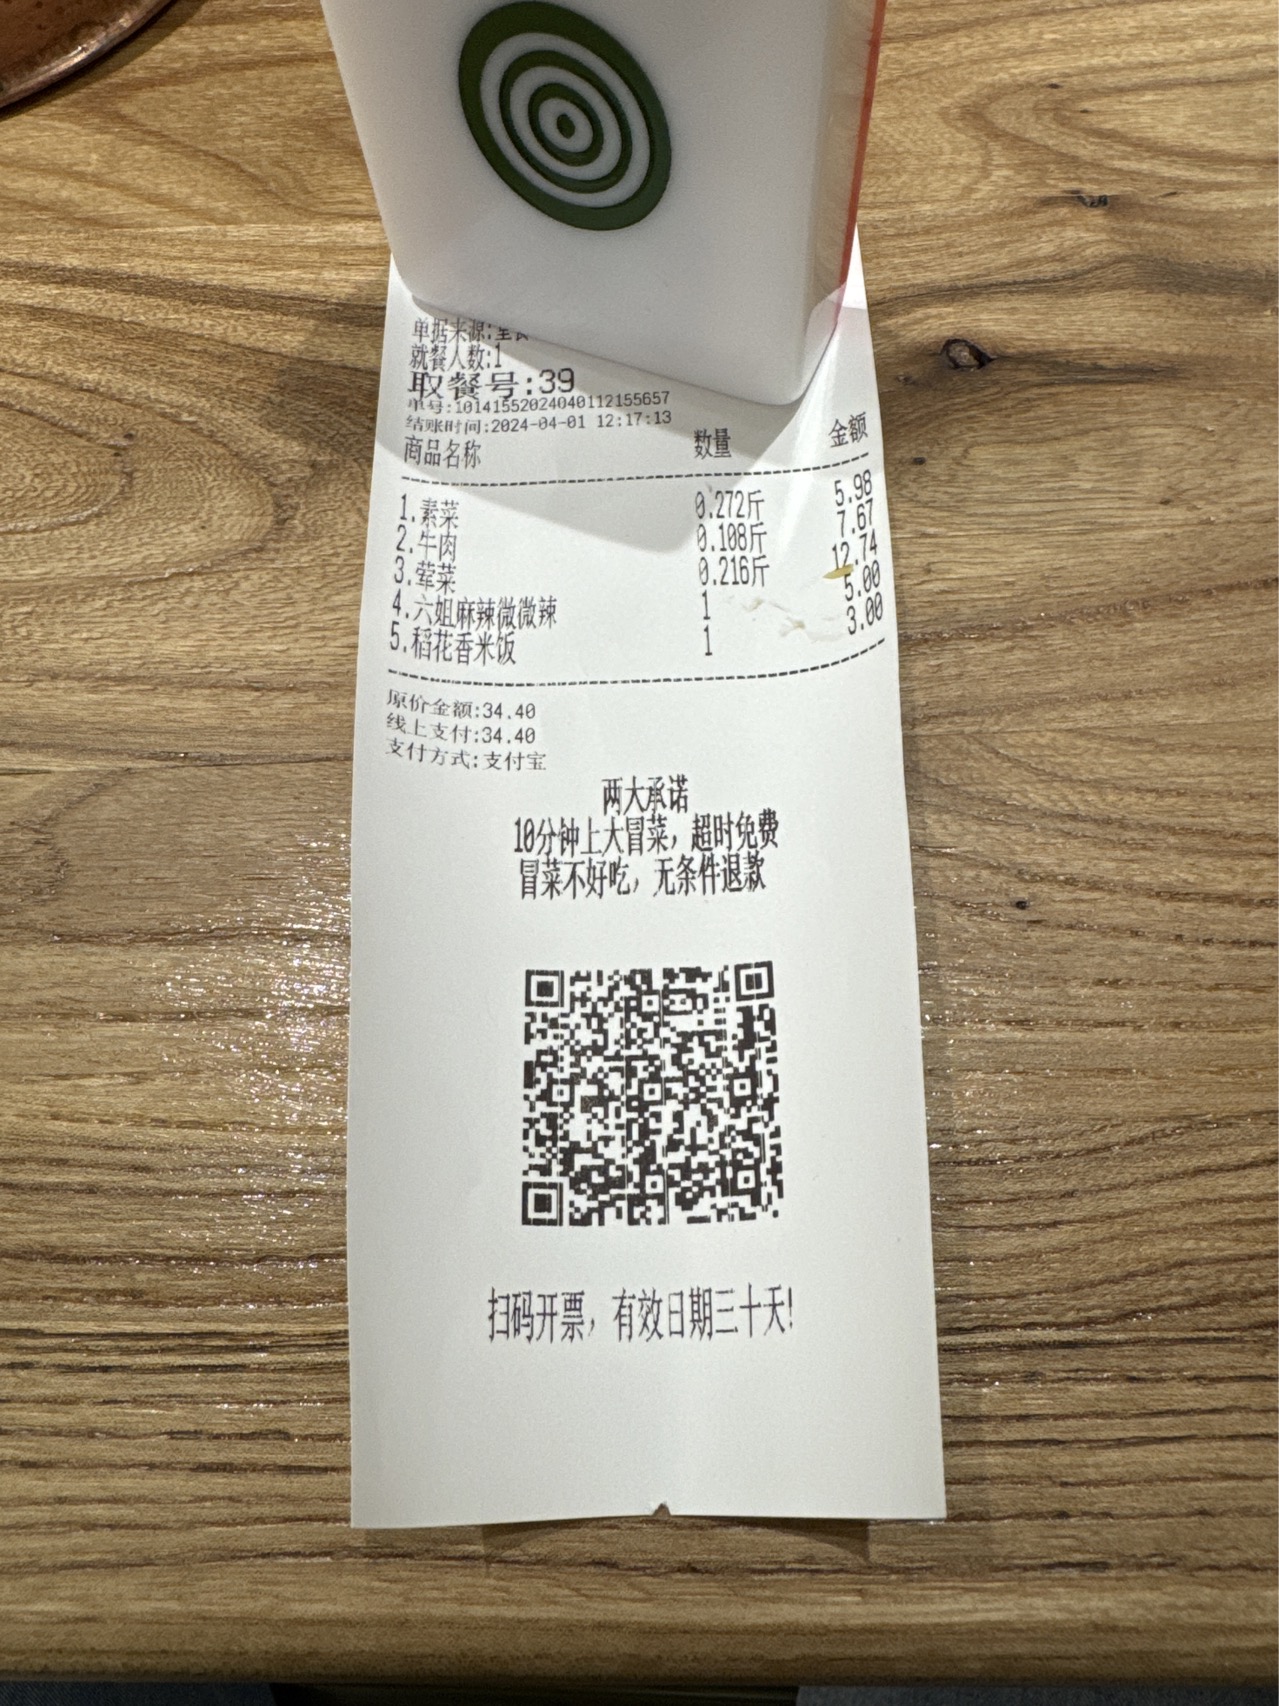 单据来源:堂食
就餐人数:1
取餐号:39
单号:10141552024040112155657
结账时间:2024-04-01 12:17:13
商品名称 数量 金额
1.素菜 0.272斤 5.98
2.牛肉 0.108斤 7.67
3.荤菜 0.216斤 12.74
4.六姐麻辣微微辣 1 5.00
5.稻花香米饭 1 3.00
原价金额:34.40
线上支付:34.40
支付方式:支付宝
两大承诺
10分钟上大冒菜，超时免费
冒菜不好吃，无条件退款
扫码开票，有效日期三十天!